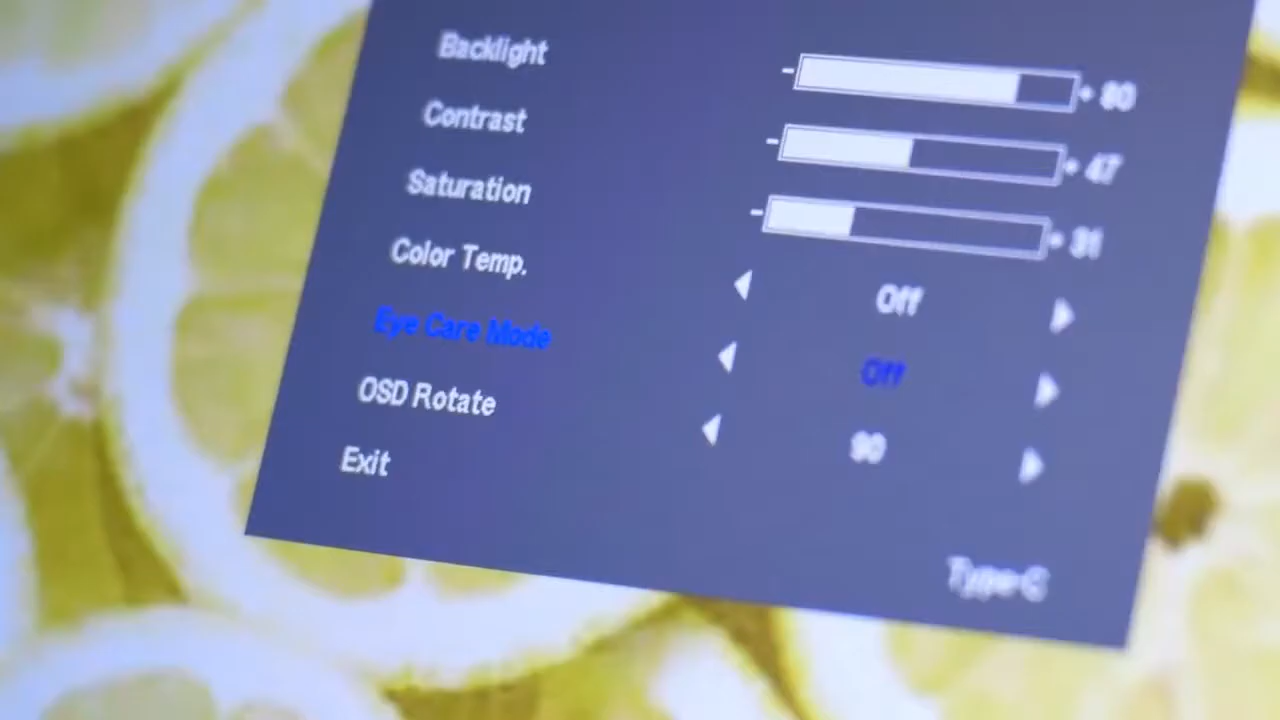 Backlight - + 80
Contrast - + 47
Saturation - + 31
Color Temp. Off
Eye Care Mode Off
OSD Rotate 90
Exit
Type-C